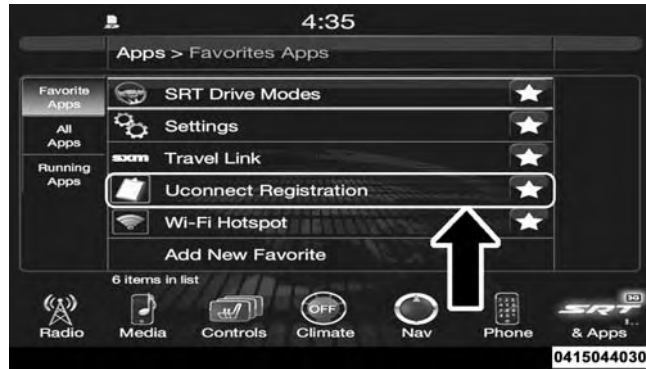 4:35
Apps > Favorites Apps
Favorite
Apps
All
Apps
Running
Apps
SRT Drive Modes
Settings
sxm Travel Link
Uconnect Registration
Wi-Fi Hotspot
Add New Favorite
6 items in list
OFF
3G
SRT
Radio Media Controls Climate Nav Phone & Apps
0415044030